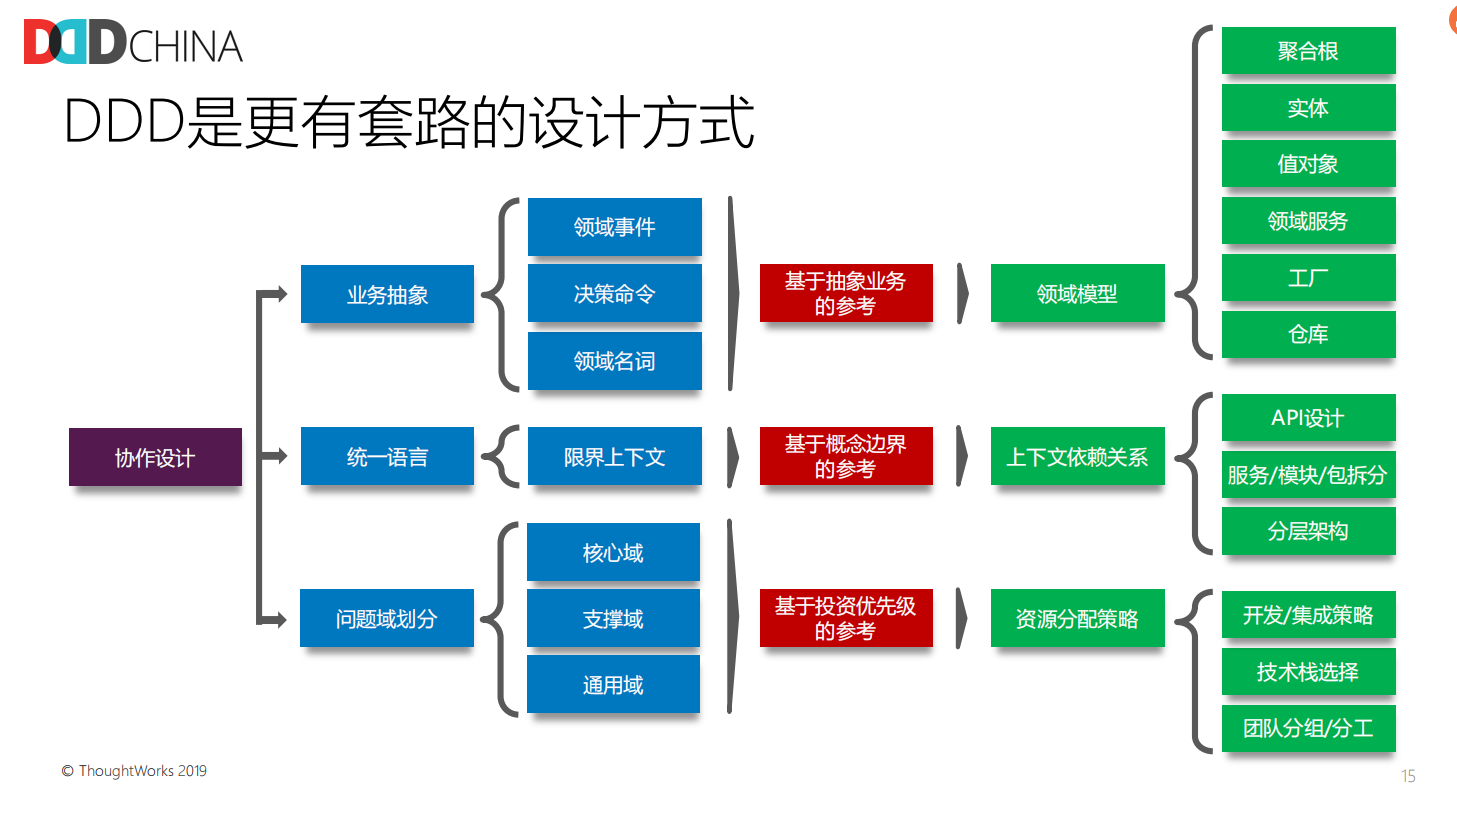 DDDCHINA
DDD是更有套路的设计方式
协作设计
业务抽象
领域事件
决策命令
领域名词
基于抽象业务
的参考
领域模型
聚合根
实体
值对象
领域服务
工厂
仓库
统一语言
限界上下文
基于概念边界
的参考
上下文依赖关系
API设计
服务/模块/包拆分
分层架构
问题域划分
核心域
支撑域
通用域
基于投资优先级
的参考
资源分配策略
开发/集成策略
技术栈选择
团队分组/分工
© ThoughtWorks 2019
15